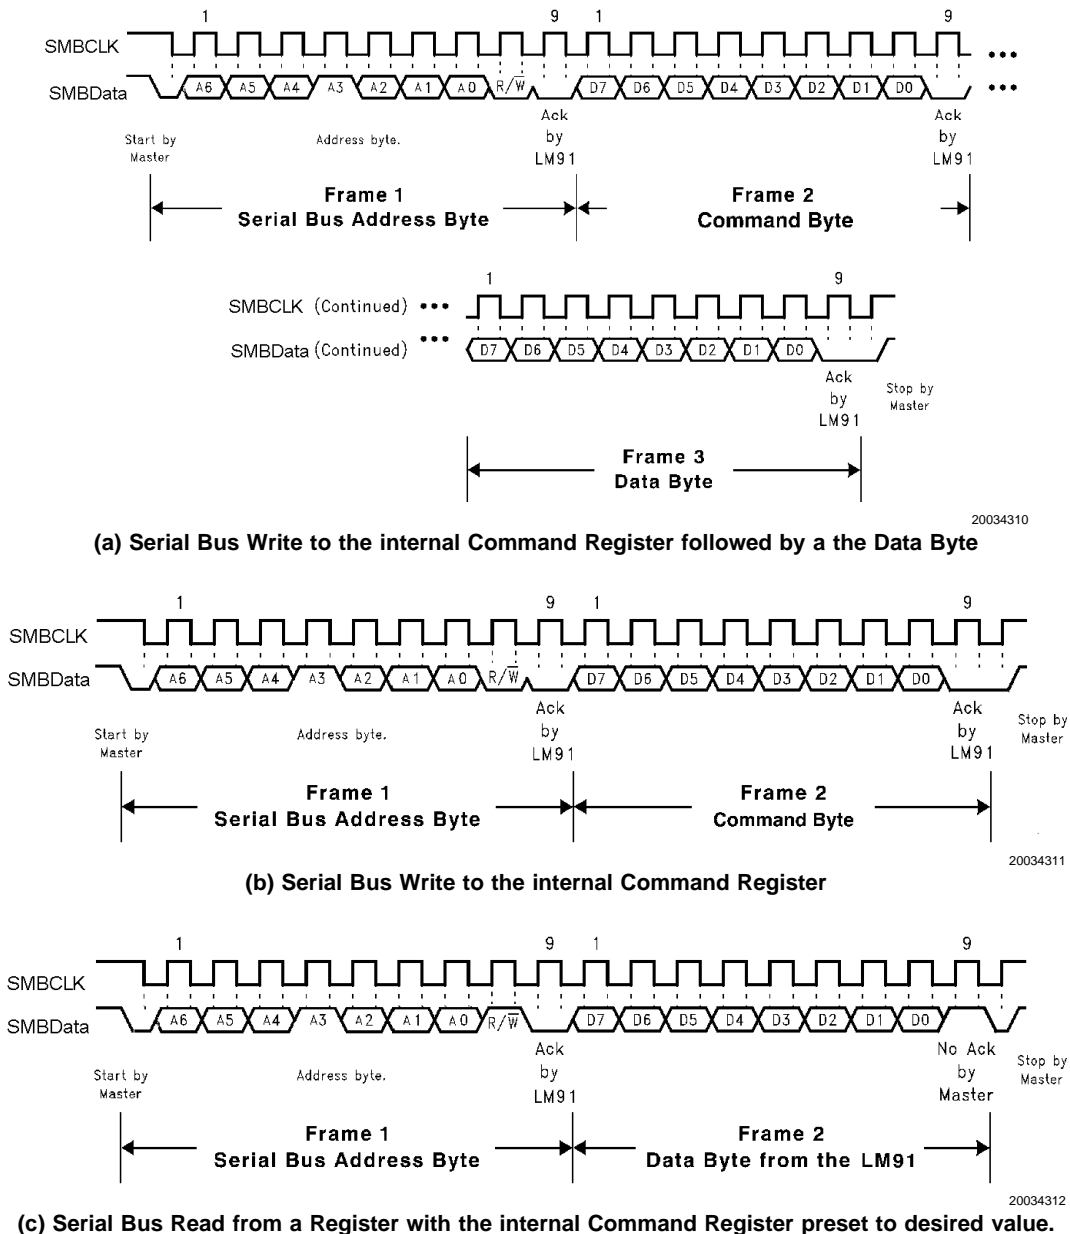 1 9 1 9
SMBCLK
SMBData A6 A5 A4 A3 A2 A1 A0 R/W̅ D7 D6 D5 D4 D3 D2 D1 D0
Start by
Master
Address byte.
Ack
by
LM91
Ack
by
LM91
Frame 1
Serial Bus Address Byte
Frame 2
Command Byte
1 9
SMBCLK (Continued)
SMBData (Continued) D7 D6 D5 D4 D3 D2 D1 D0
Ack
by
LM91
Stop by
Master
Frame 3
Data Byte
20034310
(a) Serial Bus Write to the internal Command Register followed by a the Data Byte
1 9 1 9
SMBCLK
SMBData A6 A5 A4 A3 A2 A1 A0 R/W̅ D7 D6 D5 D4 D3 D2 D1 D0
Start by
Master
Address byte.
Ack
by
LM91
Ack
by
LM91
Stop by
Master
Frame 1
Serial Bus Address Byte
Frame 2
Command Byte
20034311
(b) Serial Bus Write to the internal Command Register
1 9 1 9
SMBCLK
SMBData A6 A5 A4 A3 A2 A1 A0 R/W̅ D7 D6 D5 D4 D3 D2 D1 D0
Start by
Master
Address byte.
Ack
by
LM91
No Ack
by
Master
Stop by
Master
Frame 1
Serial Bus Address Byte
Frame 2
Data Byte from the LM91
20034312
(c) Serial Bus Read from a Register with the internal Command Register preset to desired value.